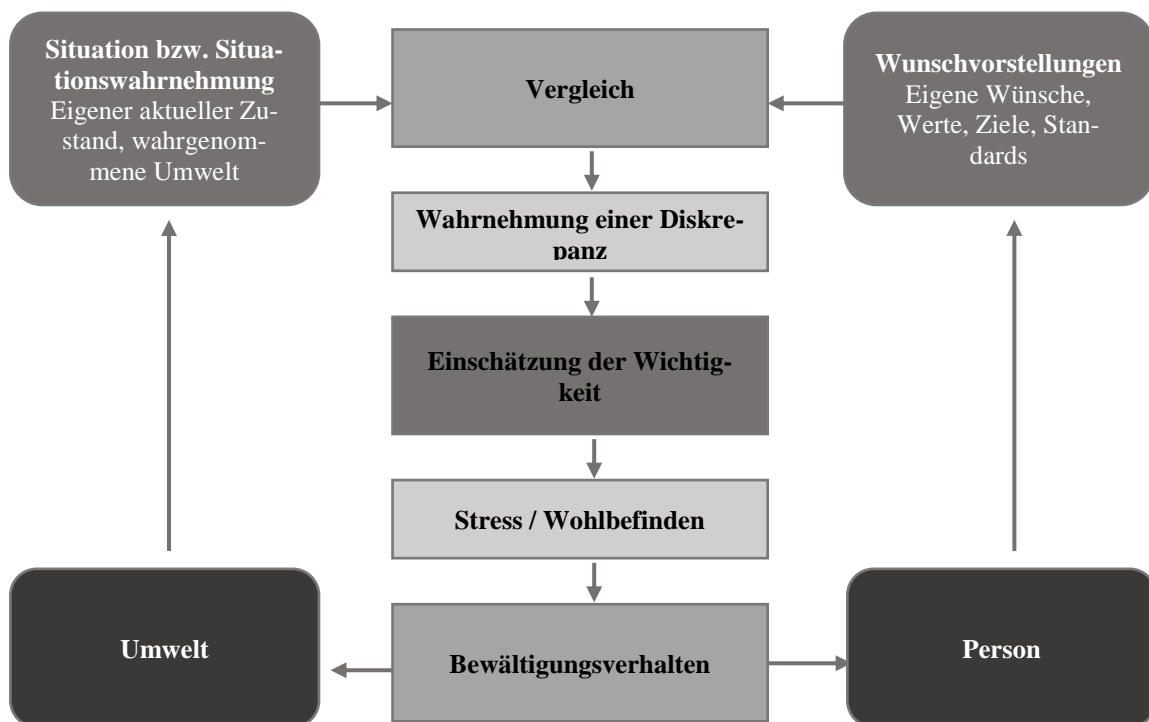 Situation bzw. Situa-
tionswahrnehmung
Eigener aktueller Zu-
stand, wahrgenom-
mene Umwelt
Vergleich
Wunschvorstellungen
Eigene Wünsche,
Werte, Ziele, Stan-
dards
Wahrnehmung einer Diskre-
panz
Einschätzung der Wichtig-
keit
Stress / Wohlbefinden
Umwelt
Bewältigungsverhalten
Person